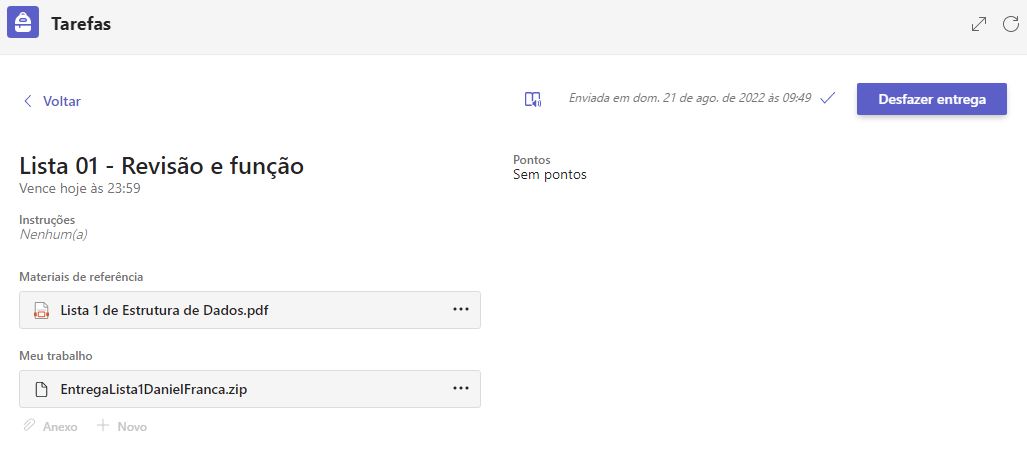 Tarefas
Voltar
Enviada em dom. 21 de ago. de 2022 às 09:49
Desfazer entrega
Lista 01 - Revisão e função
Vence hoje às 23:59
Pontos
Sem pontos
Instruções
Nenhum(a)
Materiais de referência
Lista 1 de Estrutura de Dados.pdf
Meu trabalho
EntregaLista1DanielFranca.zip
Anexo
Novo